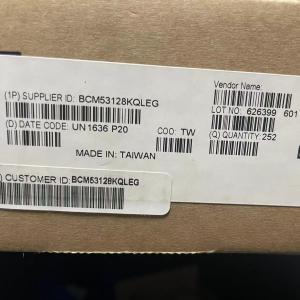 (1P) SUPPLIER ID: BCM53128KQLEG
Vendor Name:
LOT NO: 626399 601
(D) DATE CODE: UN1636 P20
COO: TW
(Q) QUANTITY: 252
MADE IN: TAIWAN
) CUSTOMER ID: BCM53128KQLEG